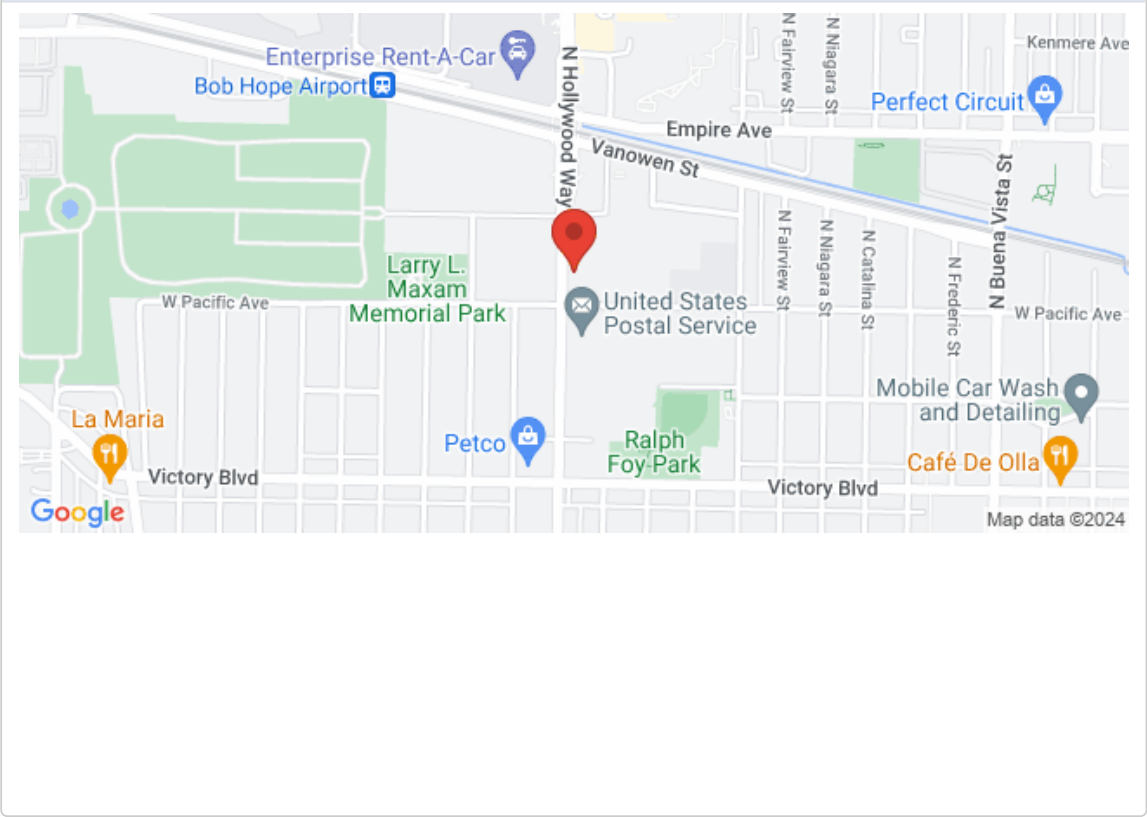 N Hollywood Way
N Fairview St
N Niagara St
Kenmere Ave
Enterprise Rent-A-Car
Bob Hope Airport
Perfect Circuit
Empire Ave
Vanowen St
N Buena Vista St
N Fairview St
N Niagara St
N Catalina St
N Frederic St
Larry L.
Maxam
Memorial Park
W Pacific Ave
United States
Postal Service
W Pacific Ave
Mobile Car Wash
and Detailing
La Maria
Petco
Ralph
Foy Park
Café De Olla
Victory Blvd
Victory Blvd
Google
Map data ©2024